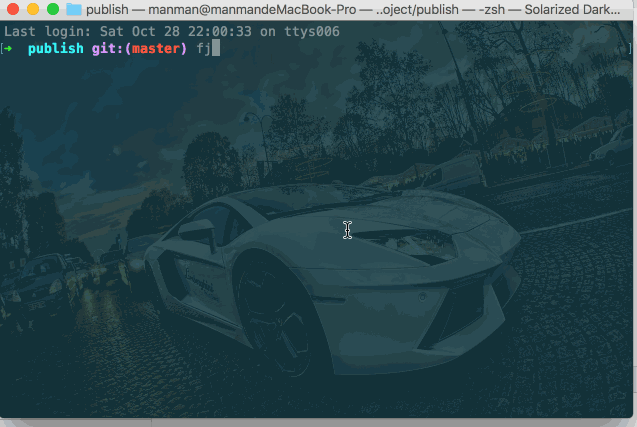 publish — manman@manmandeMacBook-Pro — ..oject/publish — -zsh — Solarized Dark...
Last login: Sat Oct 28 22:00:33 on ttys006
[➜  publish git:(master) fj ]